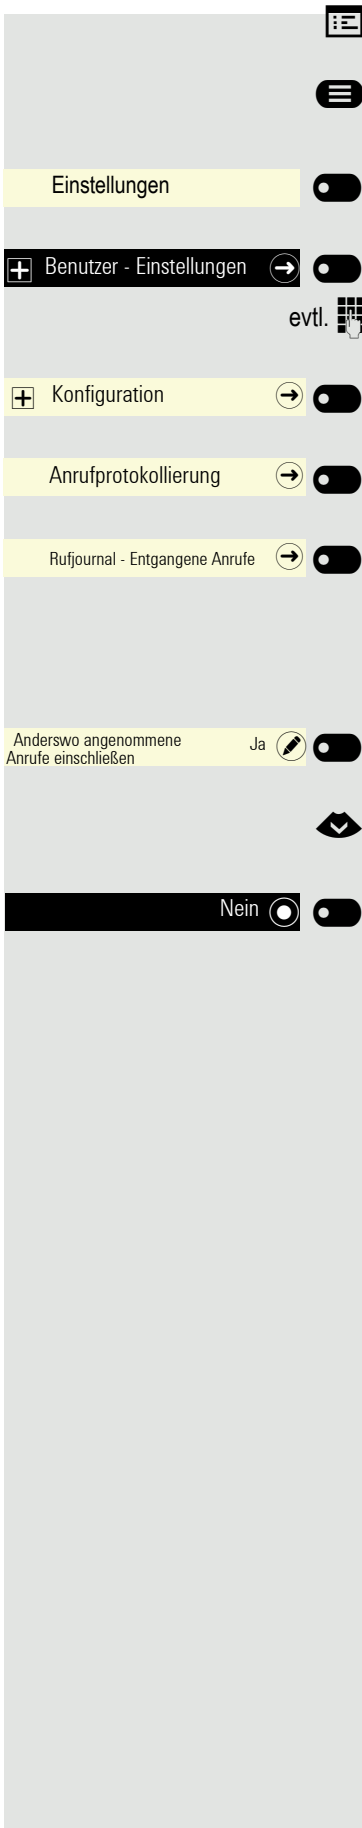 Einstellungen
Benutzer - Einstellungen
evtl.
Konfiguration
Anrufprotokollierung
Rufjournal - Entgangene Anrufe
Anderswo angenommene Ja
Anrufe einschließen
Nein